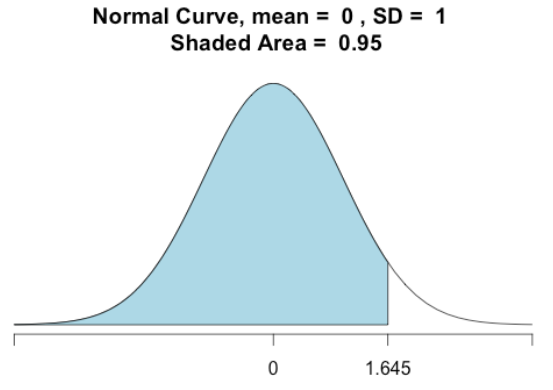 Normal Curve, mean = 0 , SD = 1
Shaded Area = 0.95
0 1.645